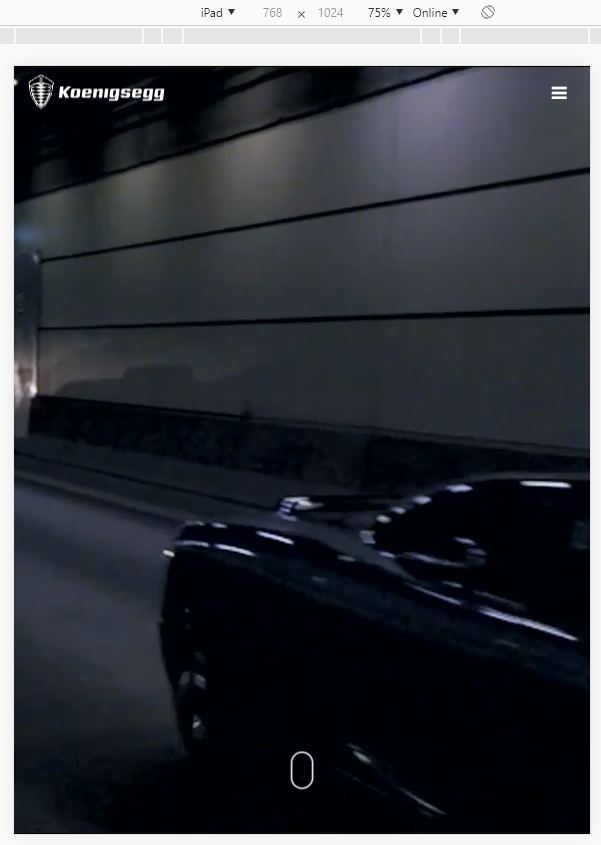 iPad ▼ 768 × 1024 75% ▼ Online ▼
Koenigsegg